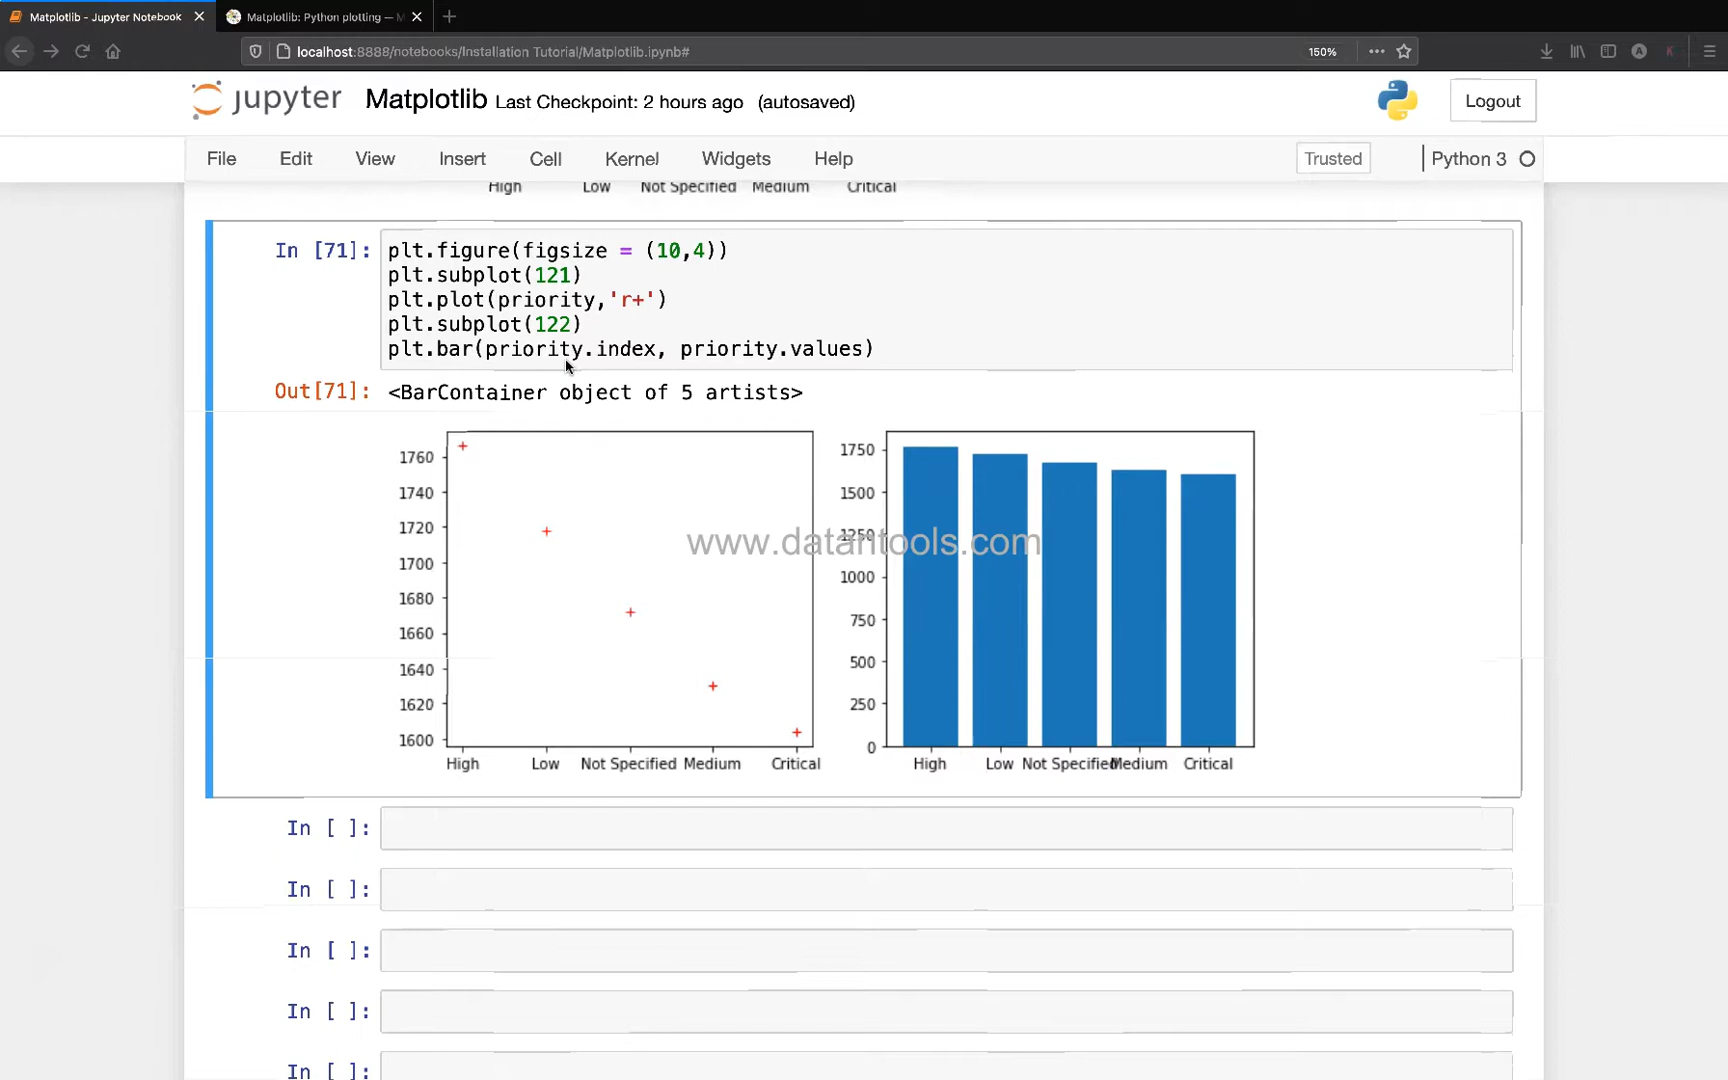 Matplotlib - Jupyter Notebook
Matplotlib: Python plotting — M
localhost:8888/notebooks/Installation Tutorial/Matplotlib.ipynb#
150%
jupyter Matplotlib Last Checkpoint: 2 hours ago (autosaved)
Logout
File Edit View Insert Cell Kernel Widgets Help
Trusted
Python 3
High Low Not Specified Medium Critical
In [71]: plt.figure(figsize = (10,4))
plt.subplot(121)
plt.plot(priority,'r+')
plt.subplot(122)
plt.bar(priority.index, priority.values)
Out[71]: <BarContainer object of 5 artists>
1760
1740
1720
1700
1680
1660
1640
1620
1600
High Low Not Specified Medium Critical
1750
1500
1250
1000
750
500
250
0
High Low Not Specified Medium Critical
www.datantools.com
In [ ]:
In [ ]:
In [ ]:
In [ ]:
In [ ]: